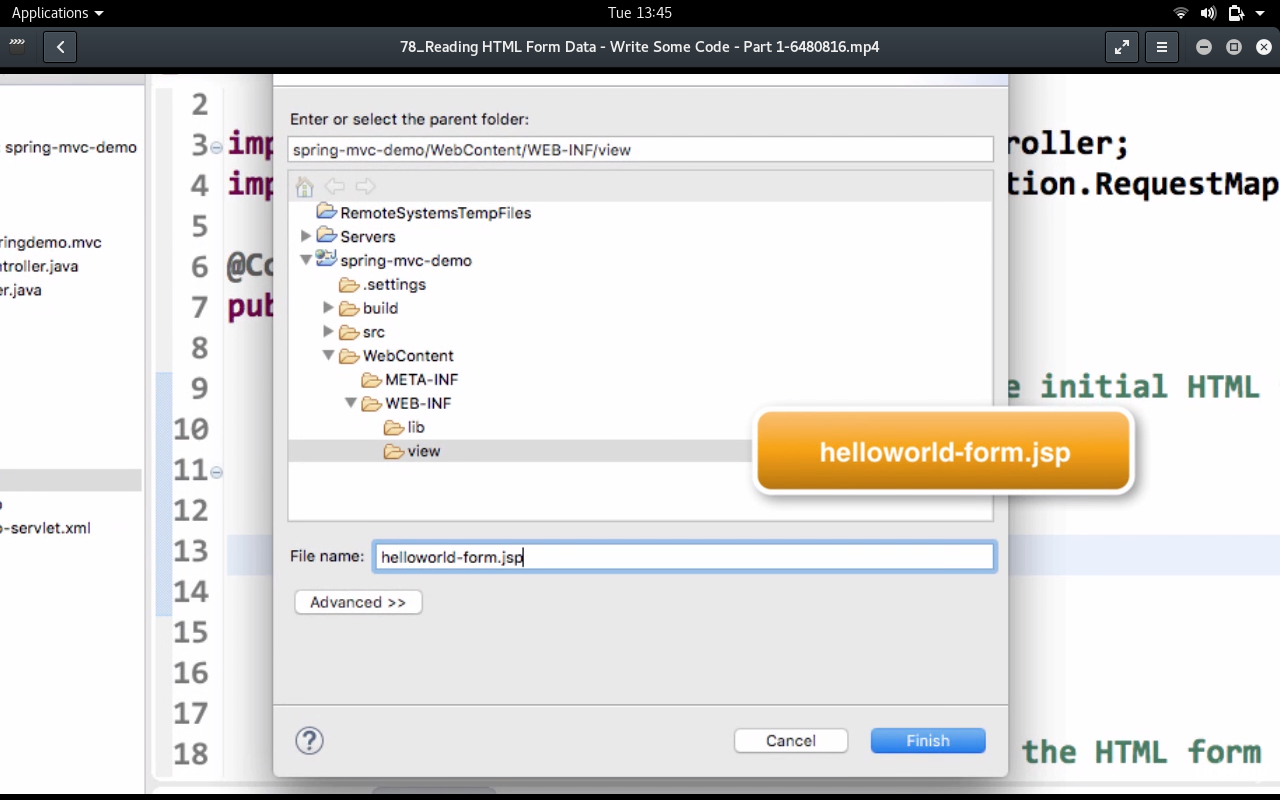 Applications
Tue 13:45
78_Reading HTML Form Data - Write Some Code - Part 1-6480816.mp4
spring-mvc-demo
ringdemo.mvc
troller.java
er.java
o-servlet.xml
2
3 imp roller;
4 imp tion.RequestMap
5
6 @Co
7 pub
8
9 e initial HTML
10
11
12
13
14
15
16
17
18 the HTML form
Enter or select the parent folder:
spring-mvc-demo/WebContent/WEB-INF/view
RemoteSystemsTempFiles
Servers
spring-mvc-demo
.settings
build
src
WebContent
META-INF
WEB-INF
lib
view
helloworld-form.jsp
File name: helloworld-form.jsp
Advanced >>
?
Cancel
Finish